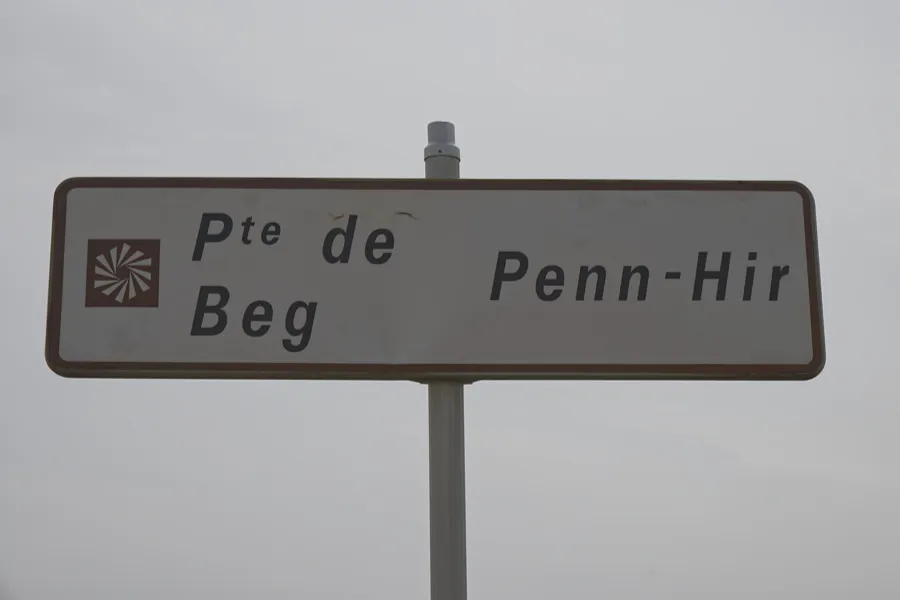 Pte de
Beg
Penn-Hir